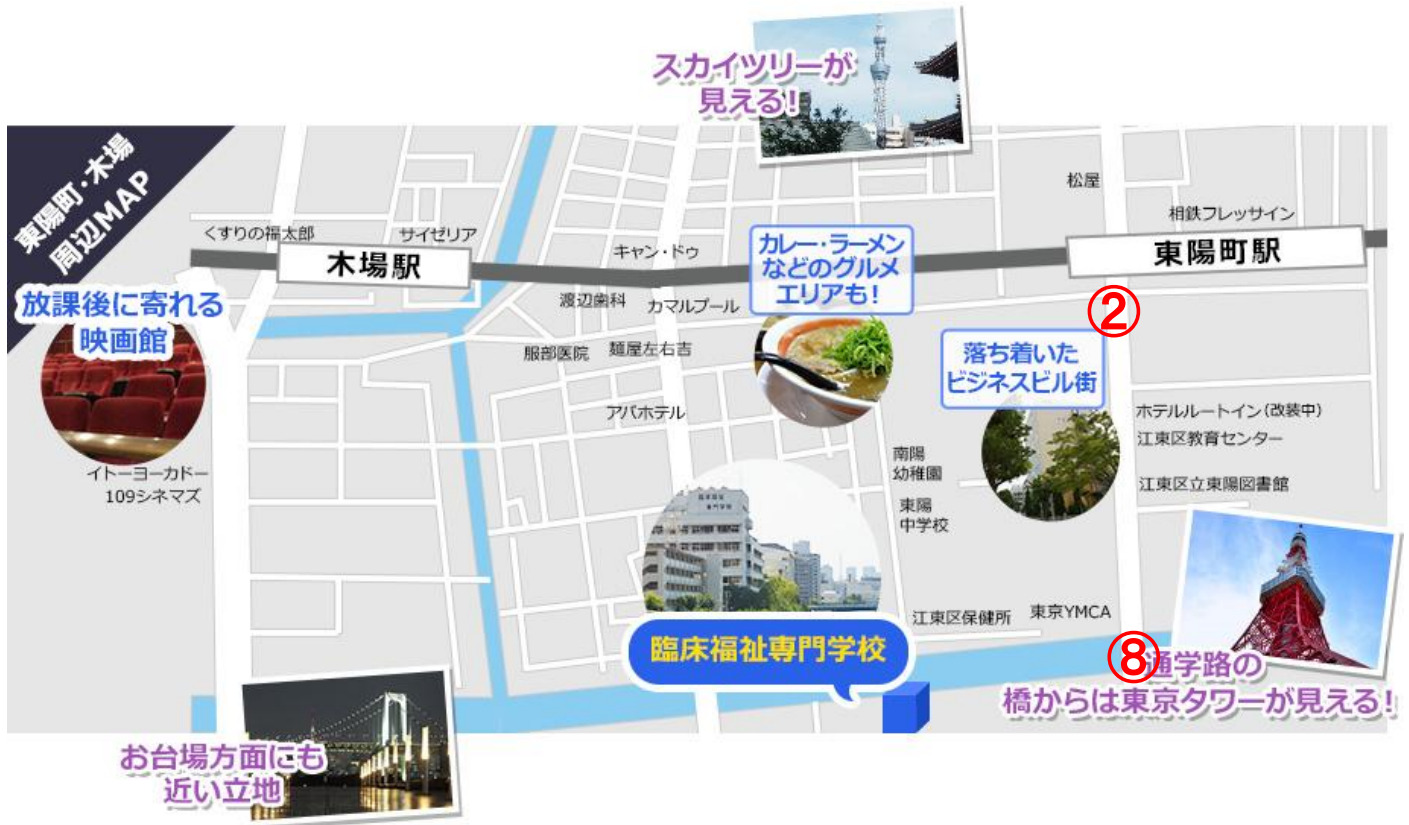 スカイツリーが
見える!
東陽町・木場
周辺MAP
松屋
相鉄フレッサイン
くすりの福太郎
サイゼリア
キャン・ドゥ
カレー・ラーメン
などのグルメ
エリアも!
木場駅
東陽町駅
放課後に寄れる
映画館
渡辺歯科
カマルプール
②
服部医院
麺屋左右吉
落ち着いた
ビジネスビル街
アパホテル
ホテルルートイン(改装中)
江東区教育センター
南陽
幼稚園
イトーヨーカドー
109シネマズ
江東区立東陽図書館
東陽
中学校
臨床福祉
専門学校
江東区保健所
東京YMCA
臨床福祉専門学校
⑧
通学路の
橋からは東京タワーが見える!
お台場方面にも
近い立地